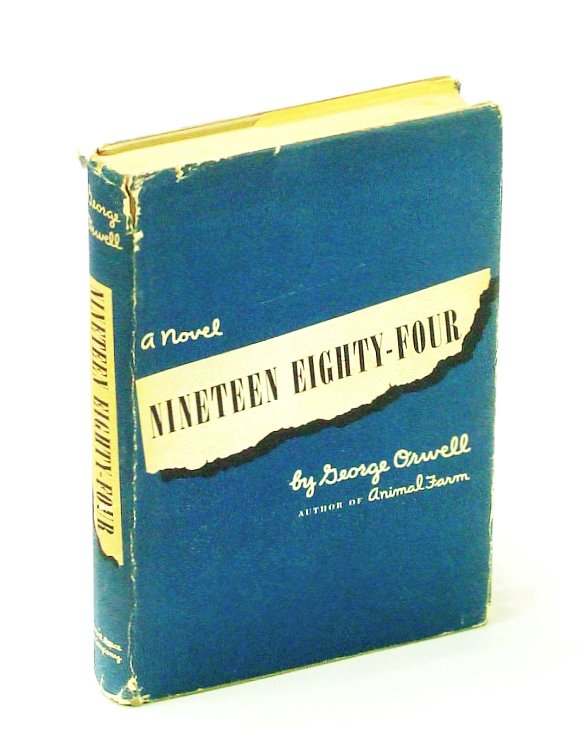 George
Orwell
NINETEEN EIGHTY-FOUR
a Novel
NINETEEN EIGHTY-FOUR
by George Orwell
AUTHOR OF Animal Farm